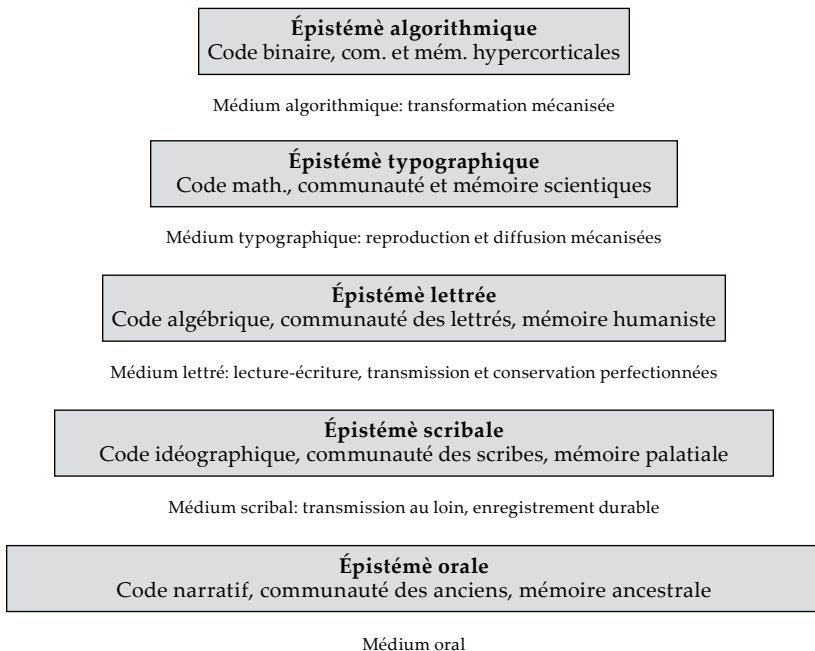 Épistémè algorithmique
Code binaire, com. et mém. hypercorticales
Médium algorithmique: transformation mécanisée
Épistémè typographique
Code math., communauté et mémoire scientiques
Médium typographique: reproduction et diffusion mécanisées
Épistémè lettrée
Code algébrique, communauté des lettrés, mémoire humaniste
Médium lettré: lecture-écriture, transmission et conservation perfectionnées
Épistémè scribale
Code idéographique, communauté des scribes, mémoire palatiale
Médium scribal: transmission au loin, enregistrement durable
Épistémè orale
Code narratif, communauté des anciens, mémoire ancestrale
Médium oral